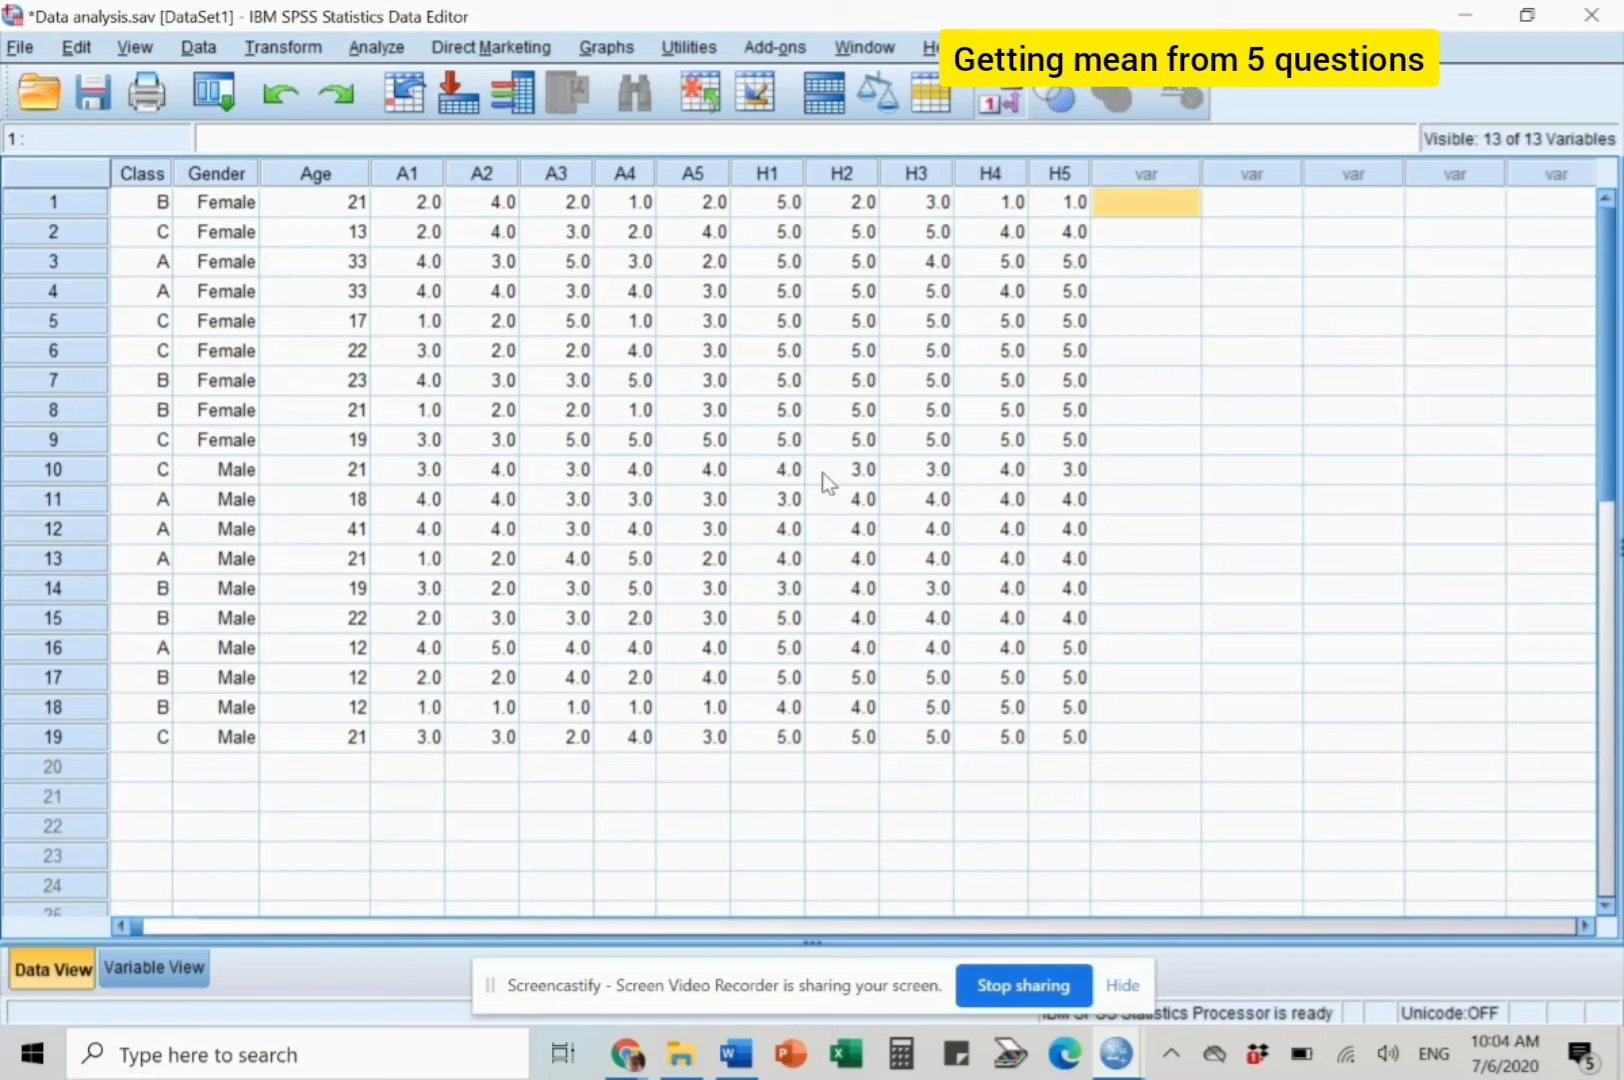 *Data analysis.sav [DataSet1] - IBM SPSS Statistics Data Editor
File Edit View Data Transform Analyze Direct Marketing Graphs Utilities Add-ons Window
Getting mean from 5 questions
1 :
Visible: 13 of 13 Variables
Class Gender Age A1 A2 A3 A4 A5 H1 H2 H3 H4 H5 var var var var var
1 B Female 21 2.0 4.0 2.0 1.0 2.0 5.0 2.0 3.0 1.0 1.0
2 C Female 13 2.0 4.0 3.0 2.0 4.0 5.0 5.0 5.0 4.0 4.0
3 A Female 33 4.0 3.0 5.0 3.0 2.0 5.0 5.0 4.0 5.0 5.0
4 A Female 33 4.0 4.0 3.0 4.0 3.0 5.0 5.0 5.0 4.0 5.0
5 C Female 17 1.0 2.0 5.0 1.0 3.0 5.0 5.0 5.0 5.0 5.0
6 C Female 22 3.0 2.0 2.0 4.0 3.0 5.0 5.0 5.0 5.0 5.0
7 B Female 23 4.0 3.0 3.0 5.0 3.0 5.0 5.0 5.0 5.0 5.0
8 B Female 21 1.0 2.0 2.0 1.0 3.0 5.0 5.0 5.0 5.0 5.0
9 C Female 19 3.0 3.0 5.0 5.0 5.0 5.0 5.0 5.0 5.0 5.0
10 C Male 21 3.0 4.0 3.0 4.0 4.0 4.0 3.0 3.0 4.0 3.0
11 A Male 18 4.0 4.0 3.0 3.0 3.0 3.0 4.0 4.0 4.0 4.0
12 A Male 41 4.0 4.0 3.0 4.0 3.0 4.0 4.0 4.0 4.0 4.0
13 A Male 21 1.0 2.0 4.0 5.0 2.0 4.0 4.0 4.0 4.0 4.0
14 B Male 19 3.0 2.0 3.0 5.0 3.0 3.0 4.0 3.0 4.0 4.0
15 B Male 22 2.0 3.0 3.0 2.0 3.0 5.0 4.0 4.0 4.0 4.0
16 A Male 12 4.0 5.0 4.0 4.0 4.0 5.0 4.0 4.0 4.0 5.0
17 B Male 12 2.0 2.0 4.0 2.0 4.0 5.0 5.0 5.0 5.0 5.0
18 B Male 12 1.0 1.0 1.0 1.0 1.0 4.0 4.0 5.0 5.0 5.0
19 C Male 21 3.0 3.0 2.0 4.0 3.0 5.0 5.0 5.0 5.0 5.0
20
21
22
23
24
Data View Variable View
Screencastify - Screen Video Recorder is sharing your screen. Stop sharing Hide
Processor is ready Unicode:OFF
Type here to search
ENG
10:04 AM
7/6/2020
5